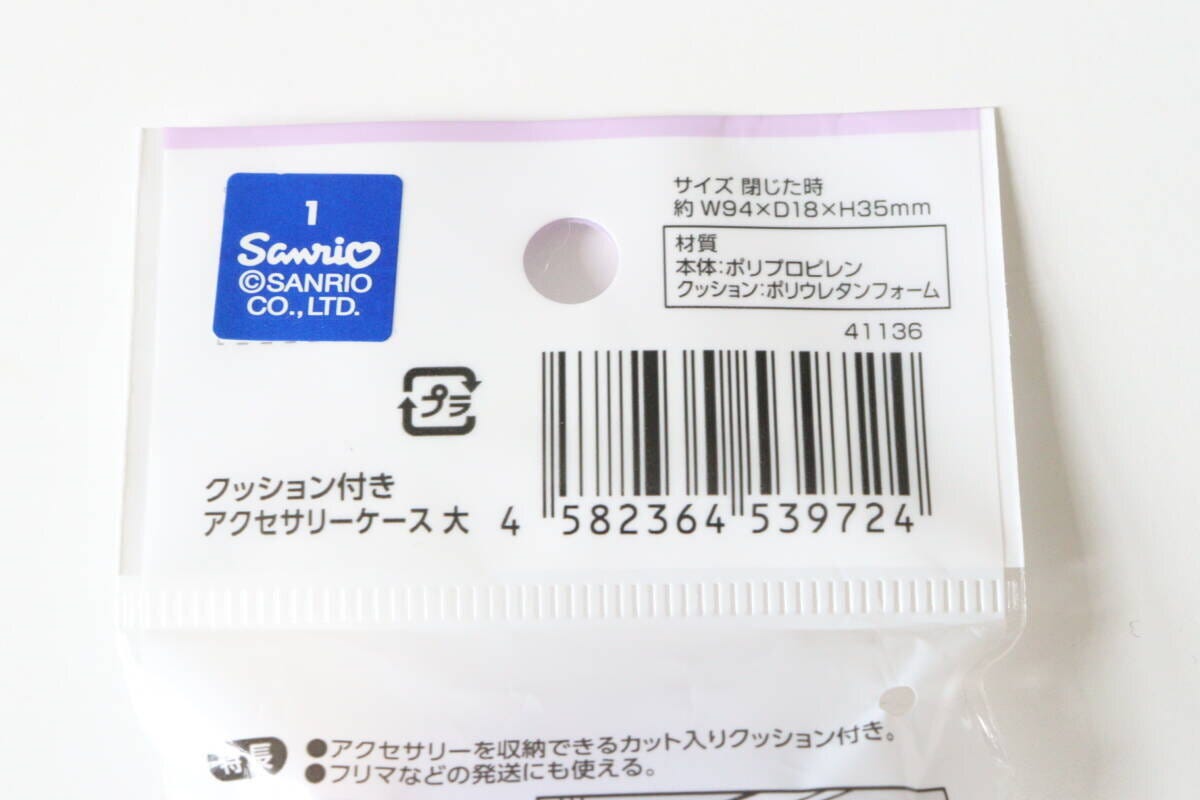 1
Sanrio
©SANRIO
CO., LTD.
サイズ 閉じた時
約 W94×D18×H35mm
材質
本体：ポリプロピレン
クッション：ポリウレタンフォーム
41136
プラ
クッション付き
アクセサリーケース 大
4 582364 539724
特長
●アクセサリーを収納できるカット入りクッション付き。
●フリマなどの発送にも使える。